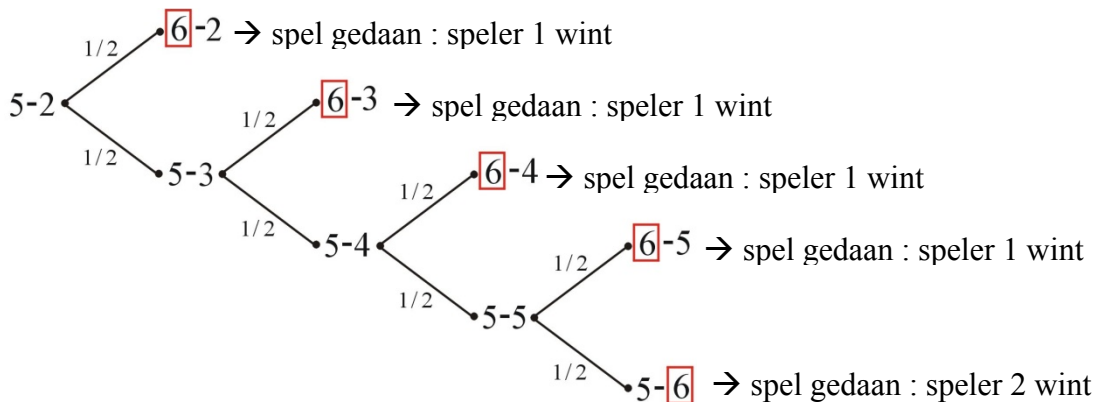 6-2 → spel gedaan : speler 1 wint
1/2
5-2
6-3 → spel gedaan : speler 1 wint
1/2
1/2
5-3
6-4 → spel gedaan : speler 1 wint
1/2
1/2
5-4
6-5 → spel gedaan : speler 1 wint
1/2
1/2
5-5
1/2
5-6 → spel gedaan : speler 2 wint